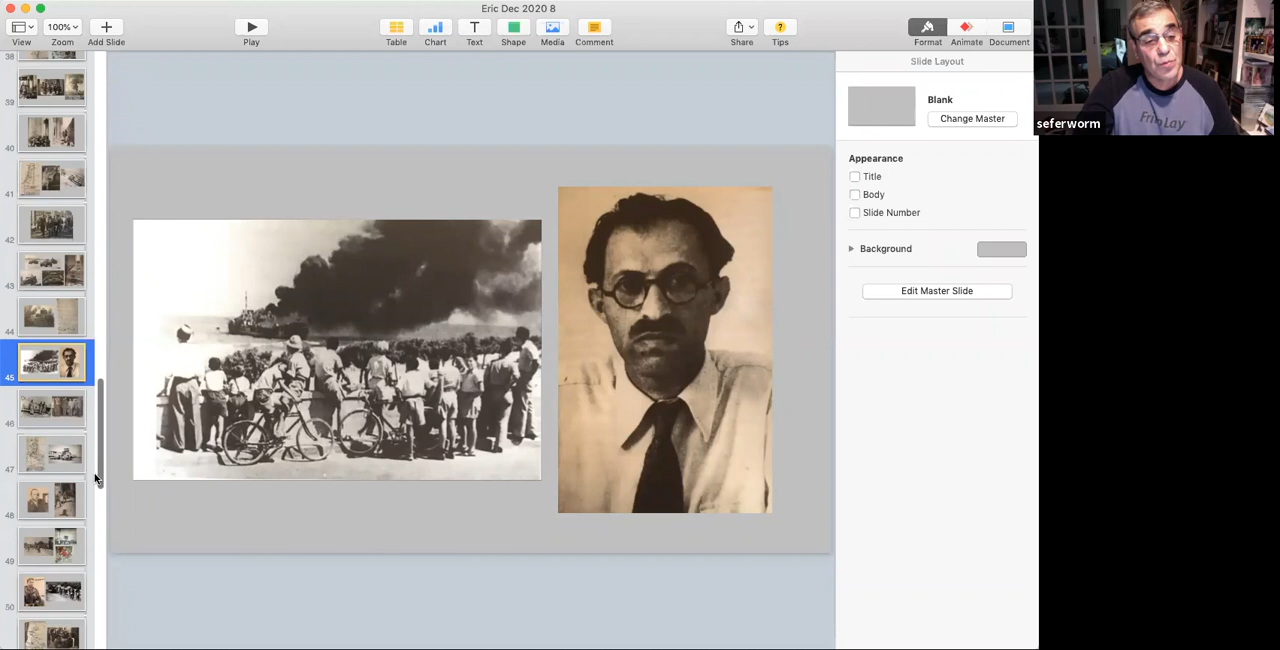 Eric Dec 2020 8
100%
View
Zoom
Add Slide
Play
Table
Chart
Text
Shape
Media
Comment
Share
Tips
Format
Animate
Document
38
39
40
41
42
43
44
45
46
47
48
49
50
Slide Layout
Blank
Change Master
Appearance
Title
Body
Slide Number
Background
Edit Master Slide
seferworm